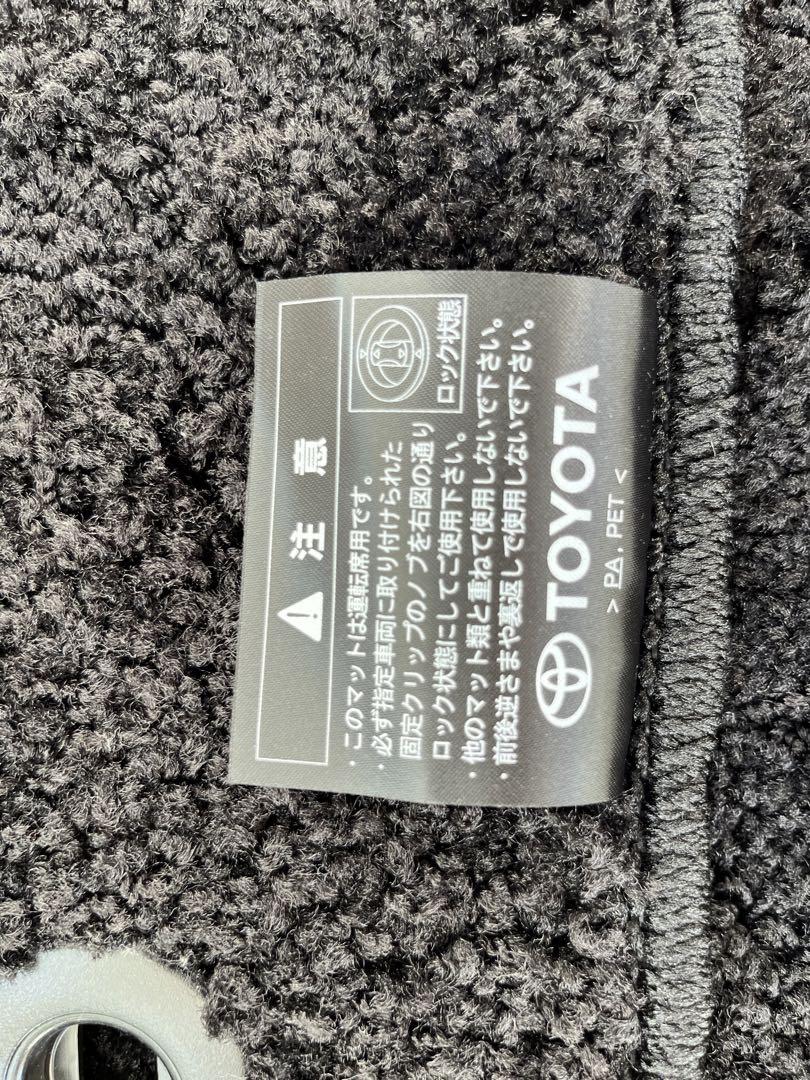 注 意
・このマットは運転席用です。
・必ず指定車両に取り付けられた
固定クリップのノブを右図の通り
ロック状態にしてご使用下さい。
・他のマット類と重ねて使用しないで下さい。
・前後逆さまや裏返しで使用しないで下さい。
ロック状態
TOYOTA
> PA, PET <